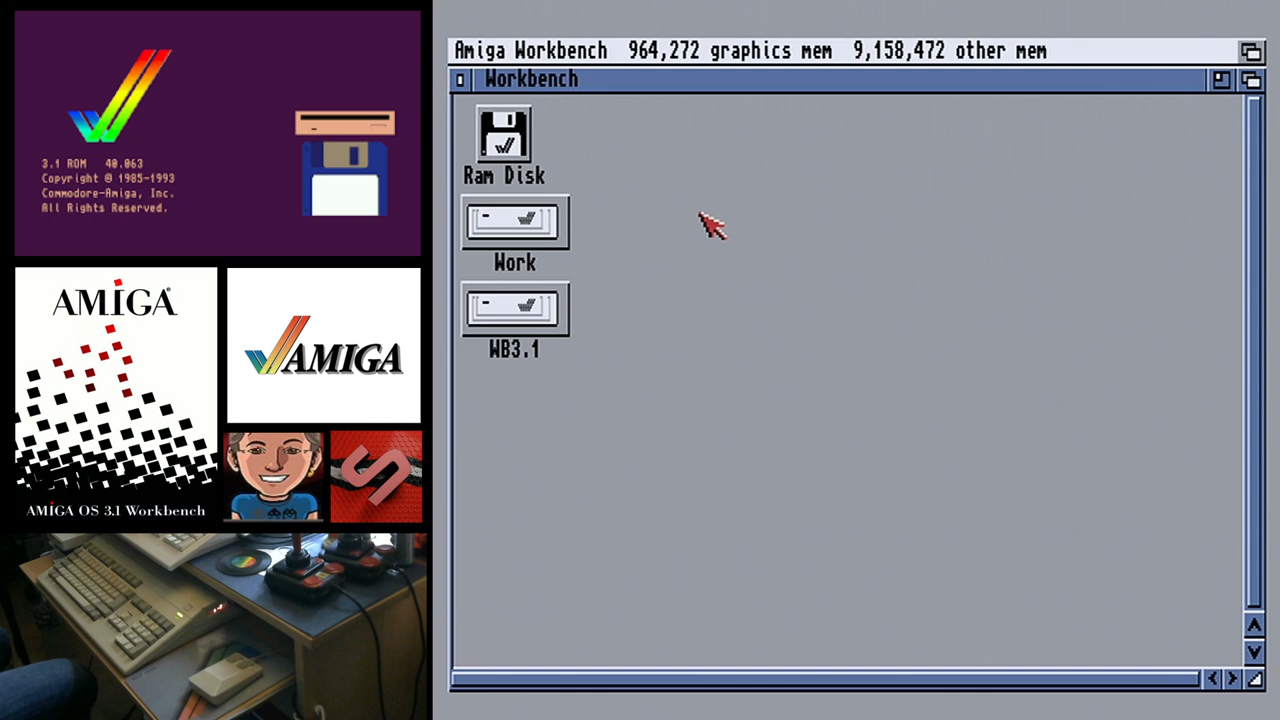 3.1 ROM 40.063
Copyright © 1985-1993
Commodore-Amiga, Inc.
All Rights Reserved.
AMIGA®
AMIGA OS 3.1 Workbench
AMIGA
Amiga Workbench 964,272 graphics mem 9,158,472 other mem
Workbench
Ram Disk
Work
WB3.1